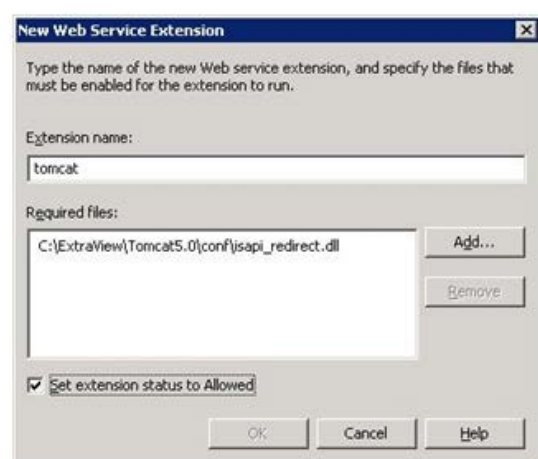 New Web Service Extension
Type the name of the new Web service extension, and specify the files that
must be enabled for the extension to run.
Extension name:
tomcat
Required files:
C:\ExtraView\Tomcat5.0\conf\isapi_redirect.dll
Add...
Remove
Set extension status to Allowed
OK
Cancel
Help